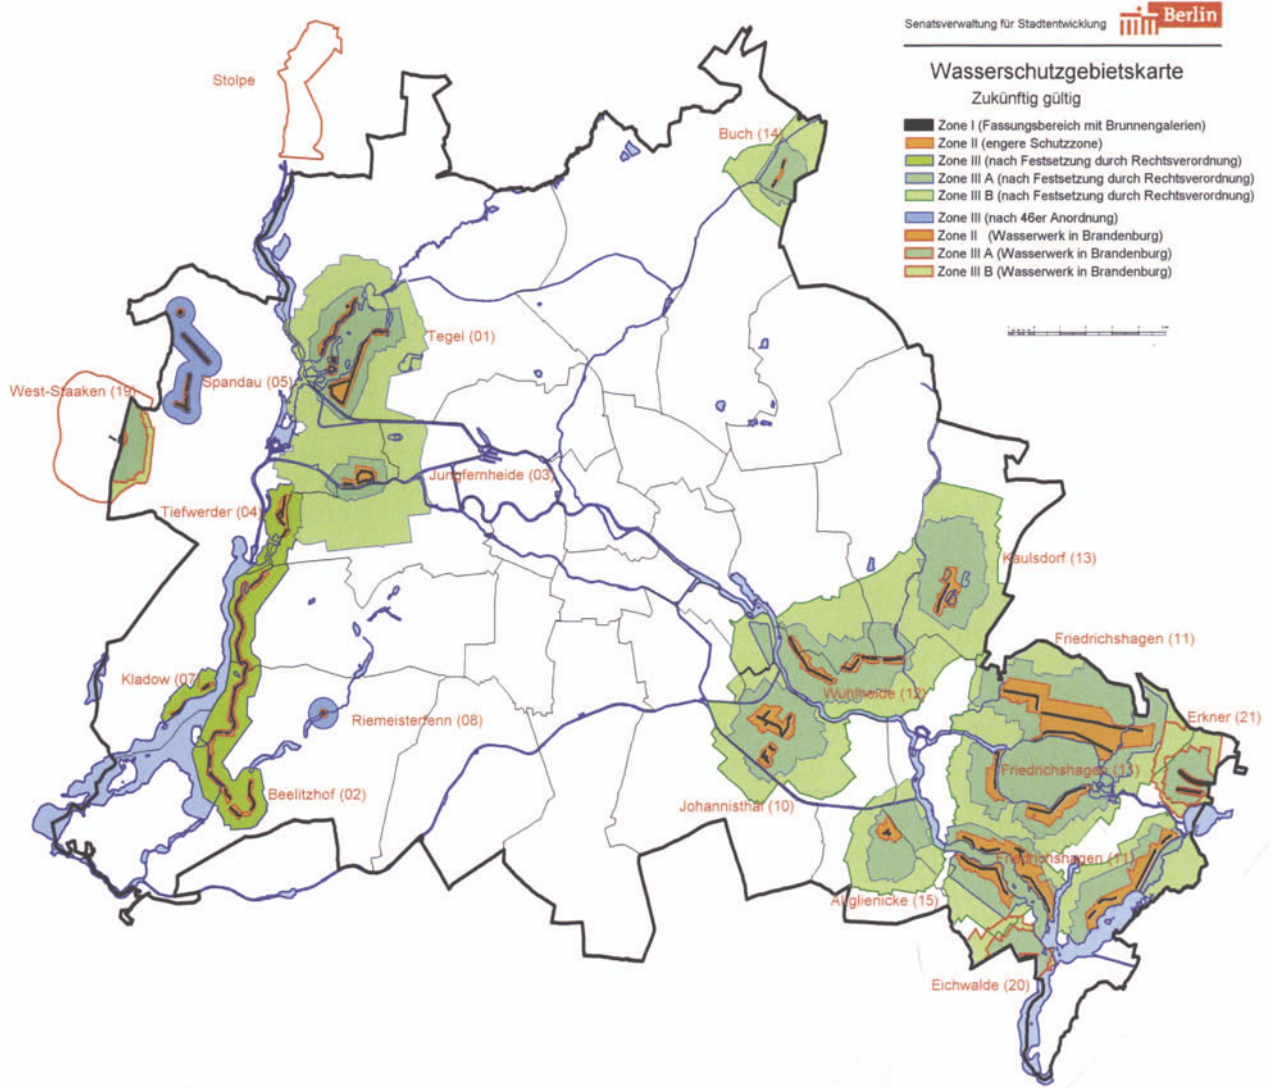 Senatsverwaltung für Stadtentwicklung
Berlin
Wasserschutzgebietskarte
Zukünftig gültig
Zone I (Fassungsbereich mit Brunnengalerien)
Zone II (engere Schutzzone)
Zone III (nach Festsetzung durch Rechtsverordnung)
Zone III A (nach Festsetzung durch Rechtsverordnung)
Zone III B (nach Festsetzung durch Rechtsverordnung)
Zone III (nach 46er Anordnung)
Zone II (Wasserwerk in Brandenburg)
Zone III A (Wasserwerk in Brandenburg)
Zone III B (Wasserwerk in Brandenburg)
Stolpe
Buch (14)
Tegel (01)
Spandau (05)
West-Staaken (19)
Jungfernheide (03)
Tiefwerder (04)
Kaulsdorf (13)
Friedrichshagen (11)
Kladow (07)
Wuhlheide (12)
Riemeisterfenn (08)
Erkner (21)
Friedrichshagen (11)
Beelitzhof (02)
Johannisthal (10)
Friedrichshagen (11)
Altglienicke (15)
Eichwalde (20)